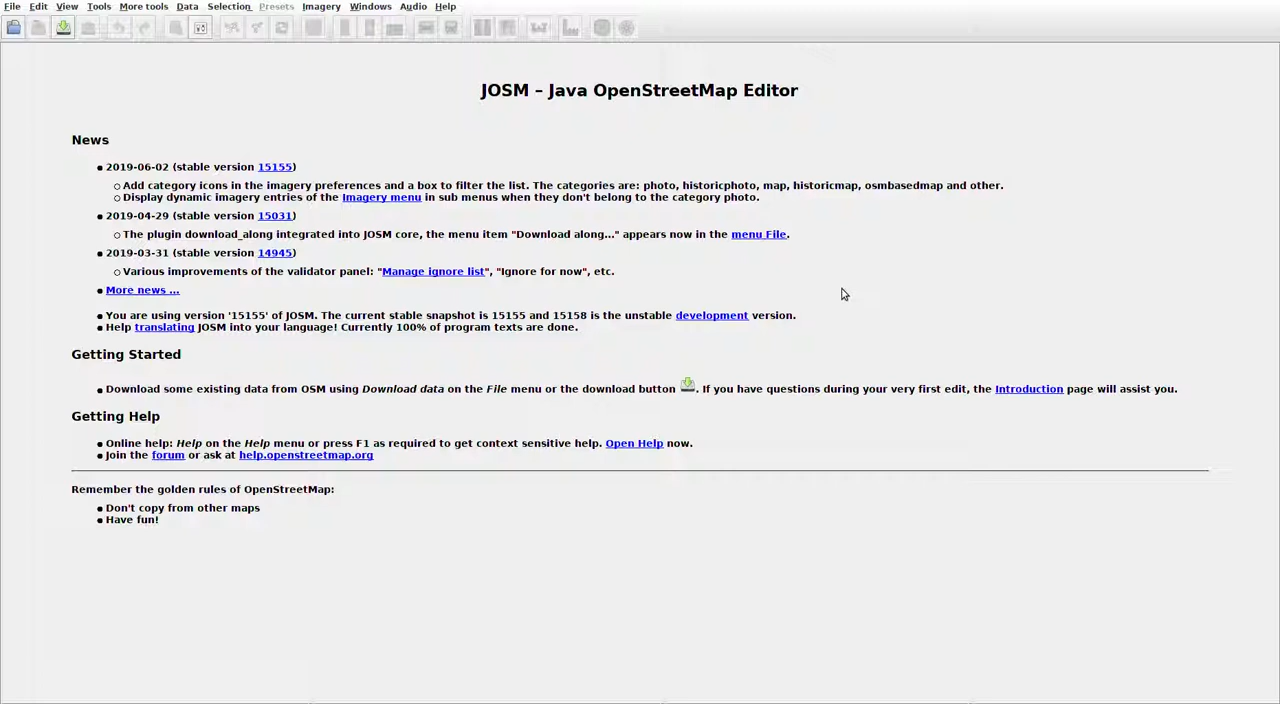 File Edit View Tools More tools Data Selection Presets Imagery Windows Audio Help
JOSM – Java OpenStreetMap Editor
News
2019-06-02 (stable version 15155)
Add category icons in the imagery preferences and a box to filter the list. The categories are: photo, historicphoto, map, historicmap, osmbasedmap and other.
Display dynamic imagery entries of the Imagery menu in sub menus when they don't belong to the category photo.
2019-04-29 (stable version 15031)
The plugin download_along integrated into JOSM core, the menu item "Download along..." appears now in the menu File.
2019-03-31 (stable version 14945)
Various improvements of the validator panel: "Manage ignore list", "Ignore for now", etc.
More news ...
You are using version '15155' of JOSM. The current stable snapshot is 15155 and 15158 is the unstable development version.
Help translating JOSM into your language! Currently 100% of program texts are done.
Getting Started
Download some existing data from OSM using Download data on the File menu or the download button . If you have questions during your very first edit, the Introduction page will assist you.
Getting Help
Online help: Help on the Help menu or press F1 as required to get context sensitive help. Open Help now.
Join the forum or ask at help.openstreetmap.org
Remember the golden rules of OpenStreetMap:
Don't copy from other maps
Have fun!